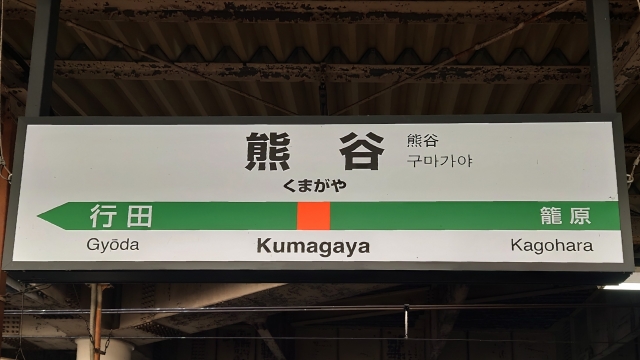 熊谷
熊谷
구마가야
くまがや
行田
籠原
Gyōda
Kumagaya
Kagohara